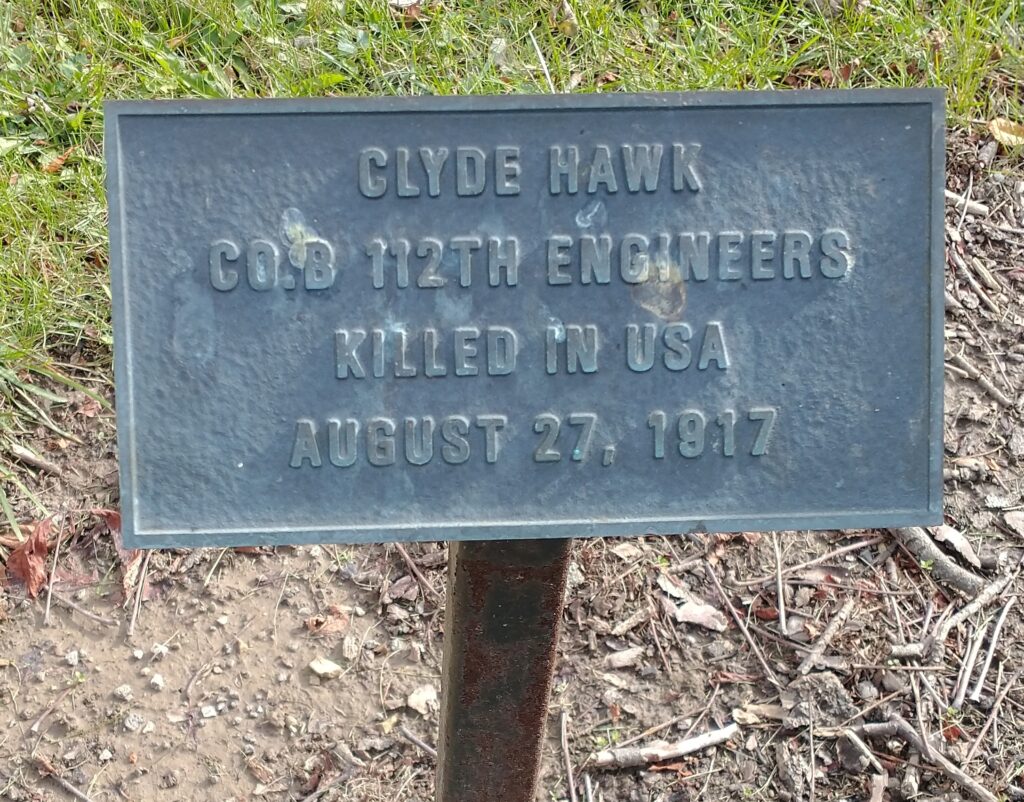 CLYDE HAWK
CO.B 112TH ENGINEERS
KILLED IN USA
AUGUST 27, 1917